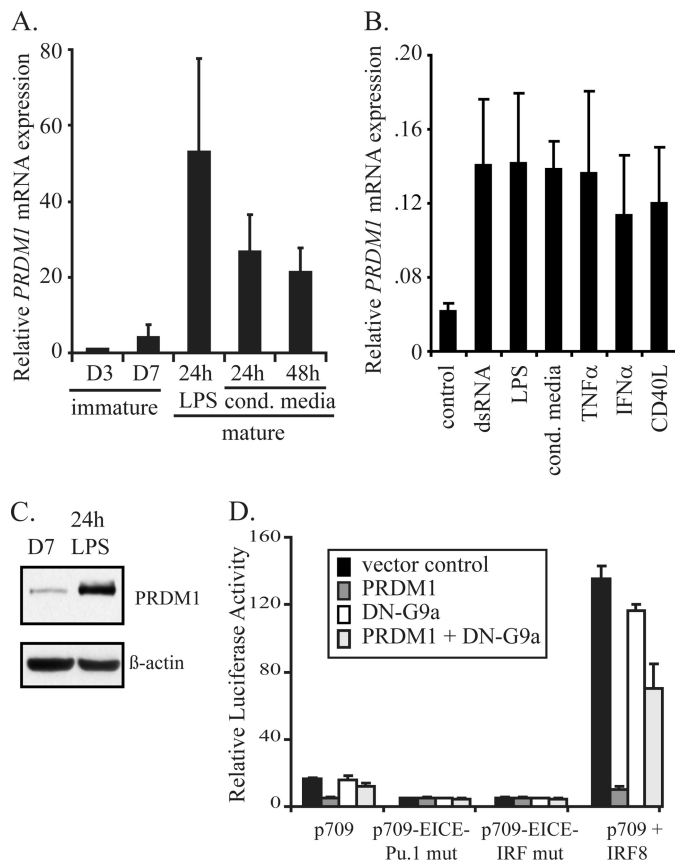 A.
Relative PRDM1 mRNA expression
80
60
40
20
0
D3 D7 24h 24h 48h
immature LPS cond. media
mature
B.
Relative PRDM1 mRNA expression
.20
.16
.12
.08
0
control
dsRNA
LPS
cond. media
TNFα
IFNα
CD40L
C.
24h
D7 LPS
PRDM1
ß-actin
D.
Relative Luciferase Activity
160
120
80
40
0
vector control
PRDM1
DN-G9a
PRDM1 + DN-G9a
p709 p709-EICE- p709-EICE- p709 +
Pu.1 mut IRF mut IRF8